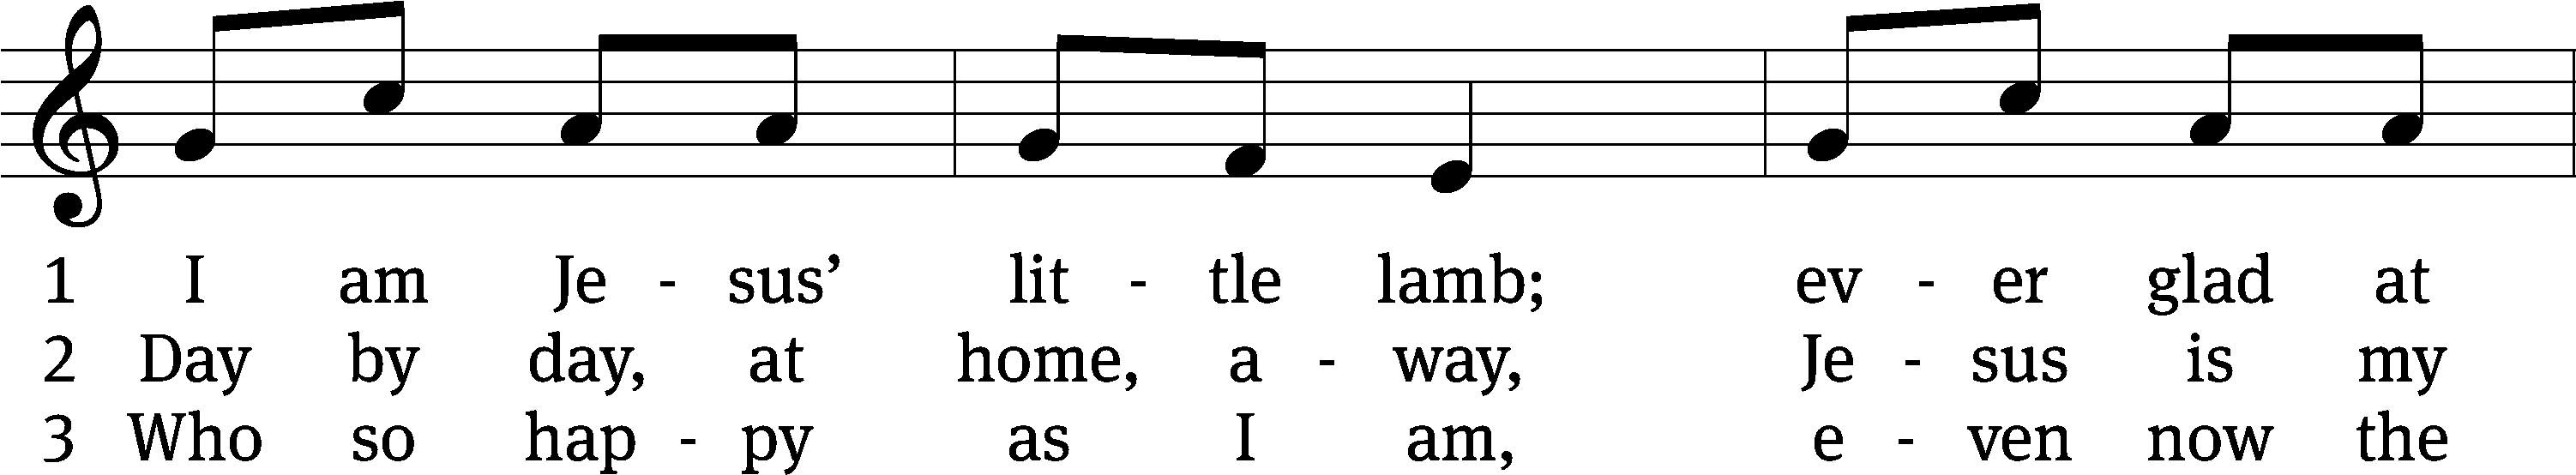 1 I am Je - sus’ lit - tle lamb; ev - er glad at
2 Day by day, at home, a - way, Je - sus is my
3 Who so hap - py as I am, e - ven now the